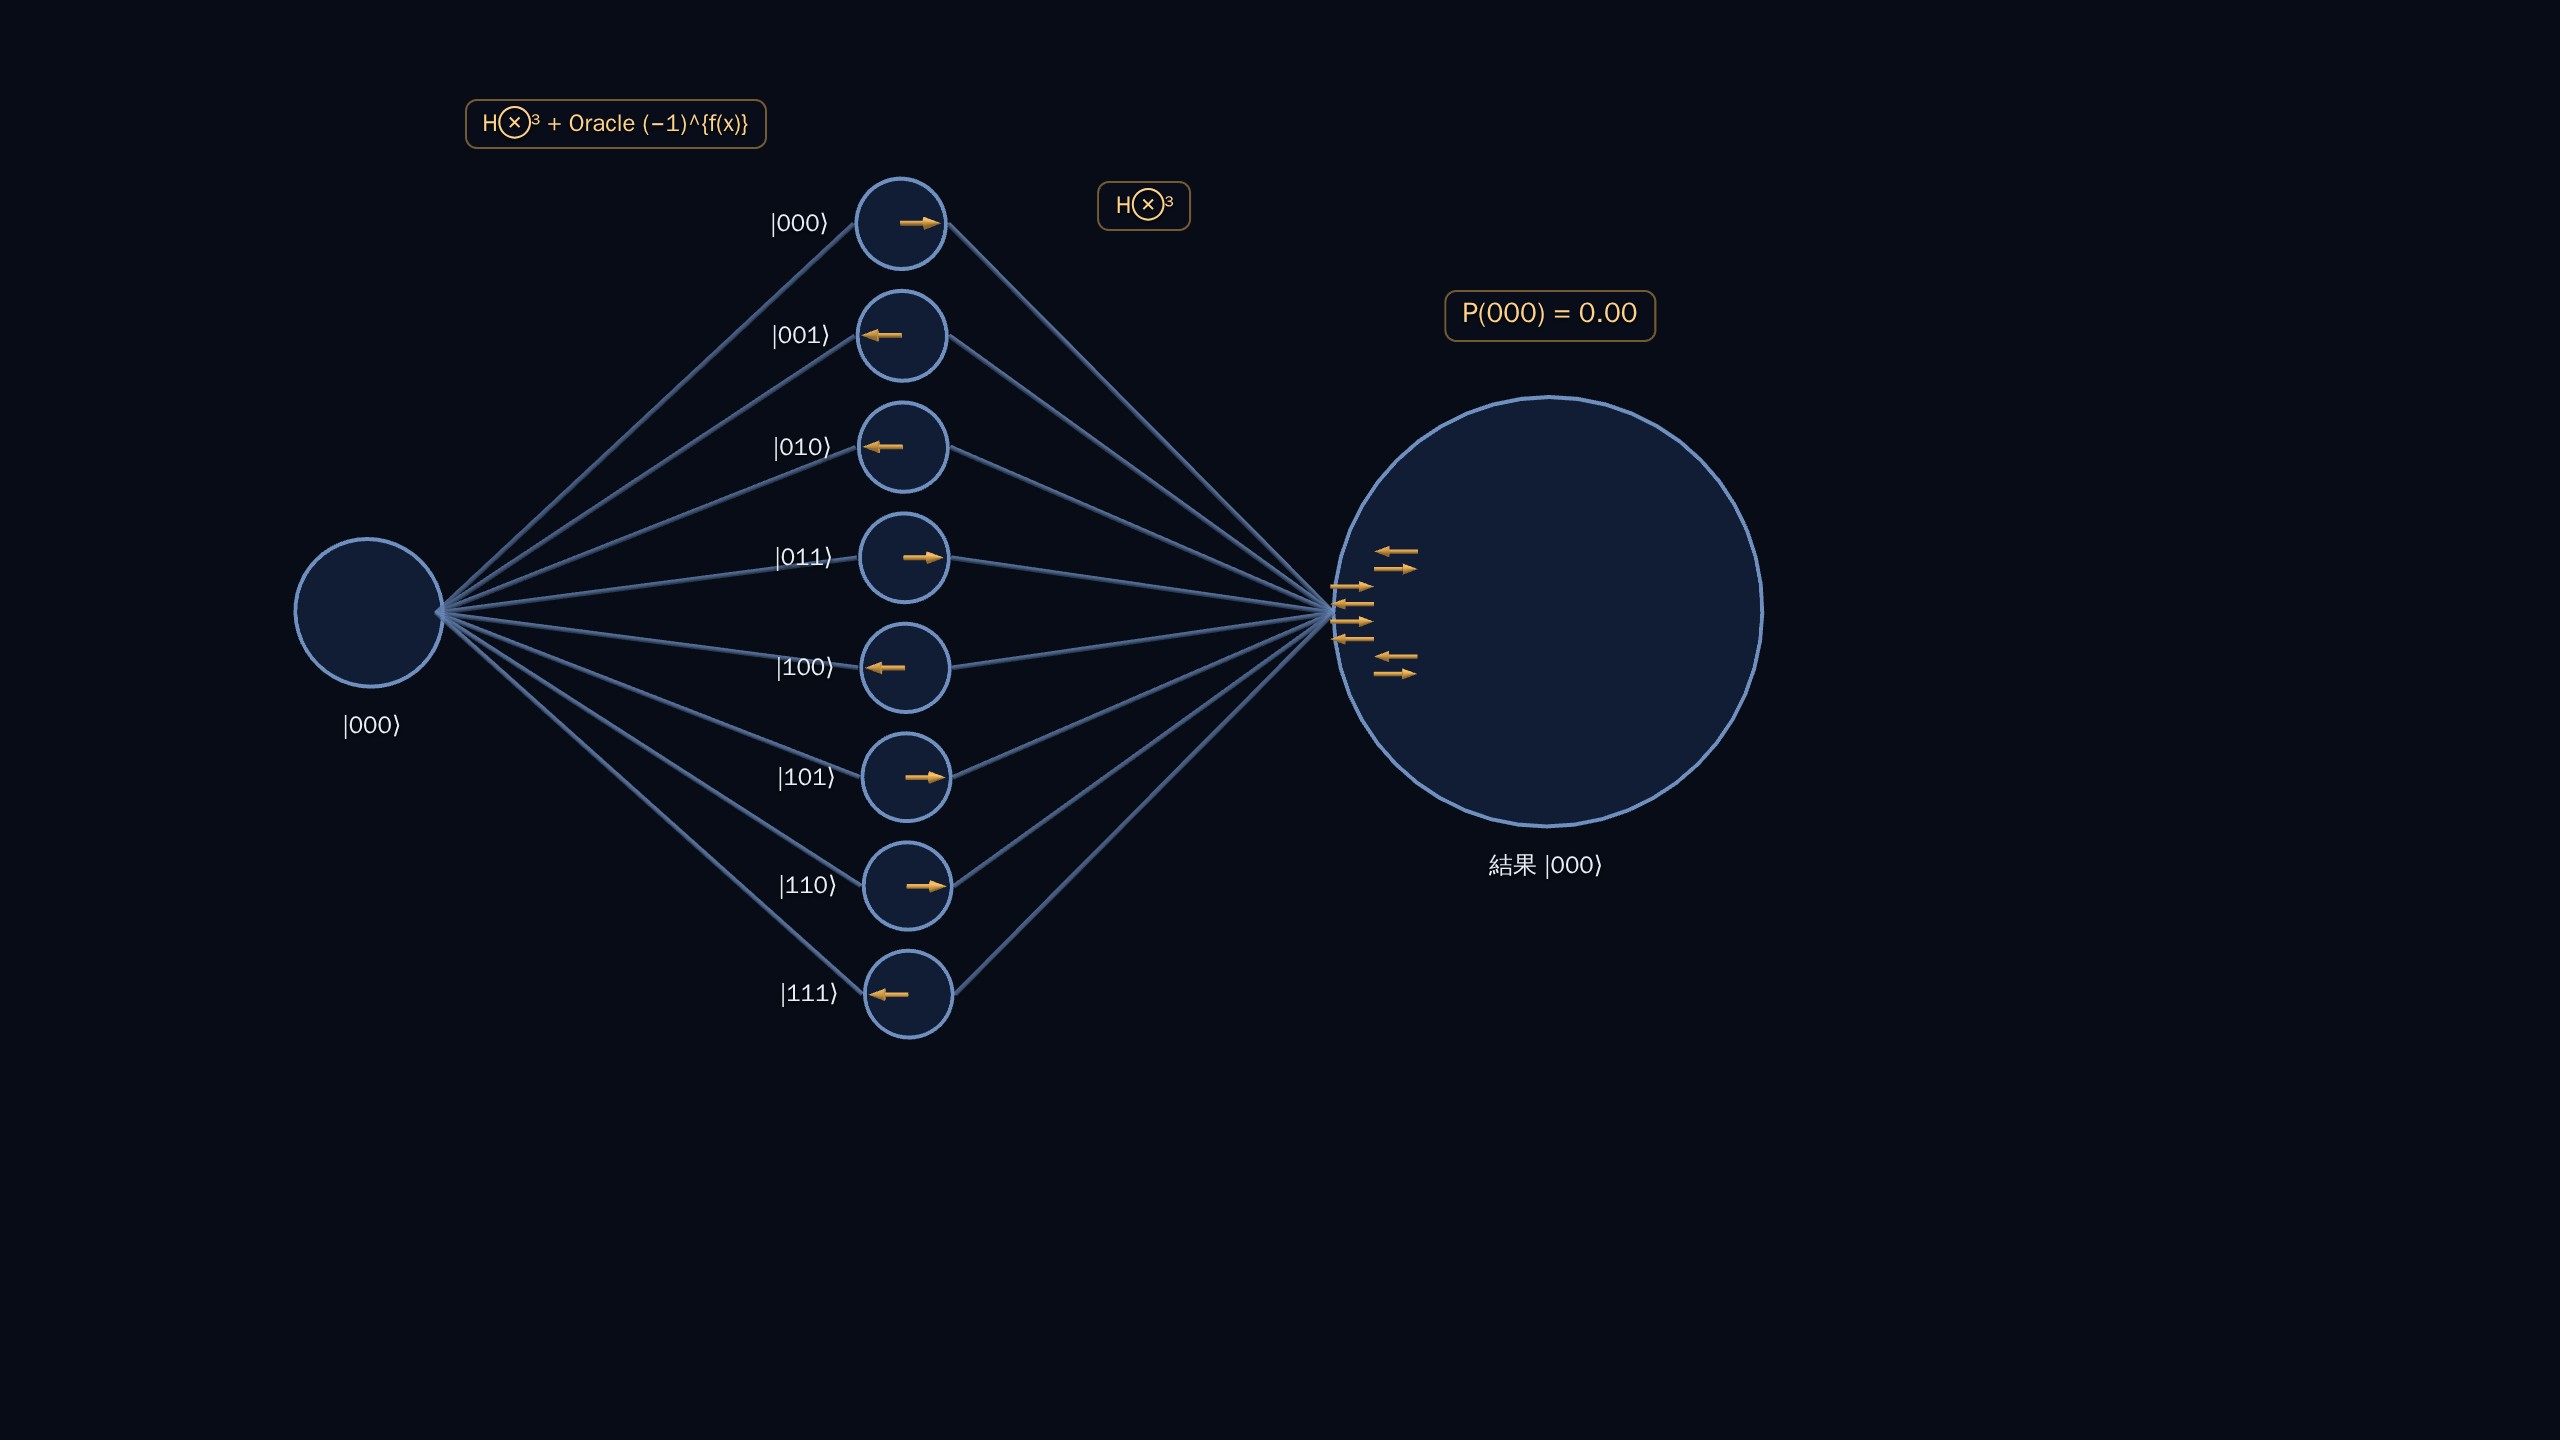 H⊗³ + Oracle (−1)^{f(x)}
H⊗³
P(000) = 0.00
|000⟩
|001⟩
|010⟩
|011⟩
|100⟩
|101⟩
|110⟩
|111⟩
|000⟩
結果 |000⟩